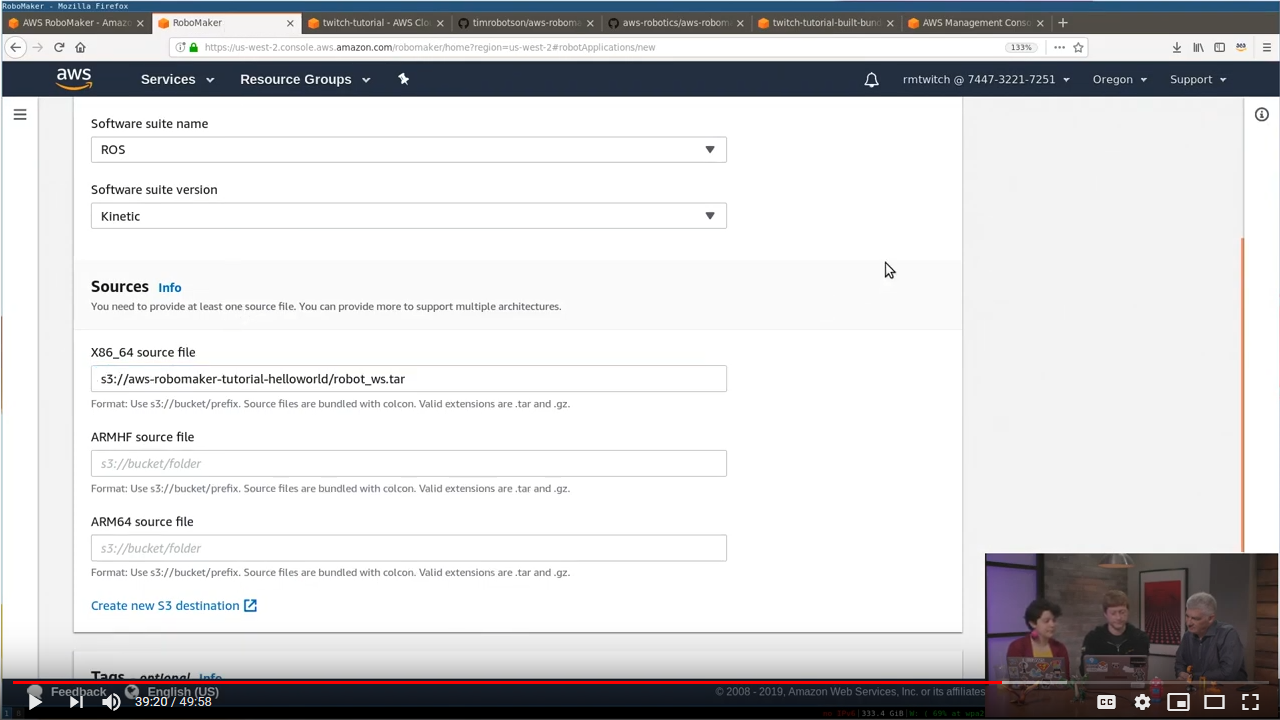 RoboMaker - Mozilla Firefox
AWS RoboMaker - Amaz
RoboMaker
twitch-tutorial - AWS Clou
timrobotson/aws-roboma
aws-robotics/aws-robom
twitch-tutorial-built-bund
AWS Management Conso
https://us-west-2.console.aws.amazon.com/robomaker/home?region=us-west-2#robotApplications/new
133%
aws
Services
Resource Groups
rmtwitch @ 7447-3221-7251
Oregon
Support
Software suite name
ROS
Software suite version
Kinetic
Sources Info
You need to provide at least one source file. You can provide more to support multiple architectures.
X86_64 source file
s3://aws-robomaker-tutorial-helloworld/robot_ws.tar
Format: Use s3://bucket/prefix. Source files are bundled with colcon. Valid extensions are .tar and .gz.
ARMHF source file
s3://bucket/folder
Format: Use s3://bucket/prefix. Source files are bundled with colcon. Valid extensions are .tar and .gz.
ARM64 source file
s3://bucket/folder
Format: Use s3://bucket/prefix. Source files are bundled with colcon. Valid extensions are .tar and .gz.
Create new S3 destination
Tags - optional Info
Feedback
English (US)
© 2008 - 2019, Amazon Web Services, Inc. or its affiliates
39:20 / 49:58
CC